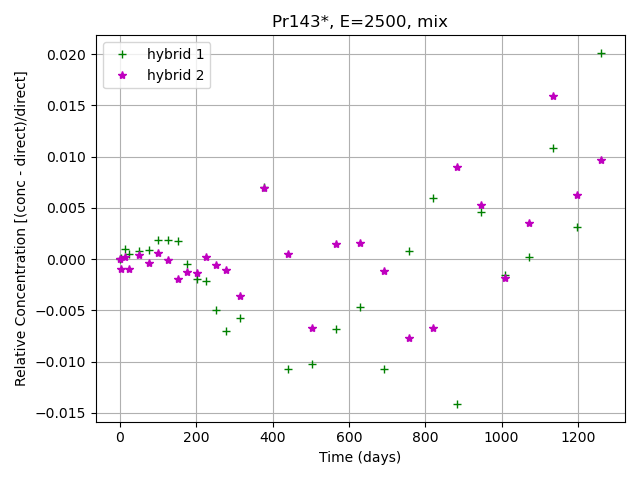 Pr143*, E=2500, mix
hybrid 1
hybrid 2
Relative Concentration [(conc - direct)/direct]
0.020
0.015
0.010
0.005
0.000
−0.005
−0.010
−0.015
0 200 400 600 800 1000 1200
Time (days)